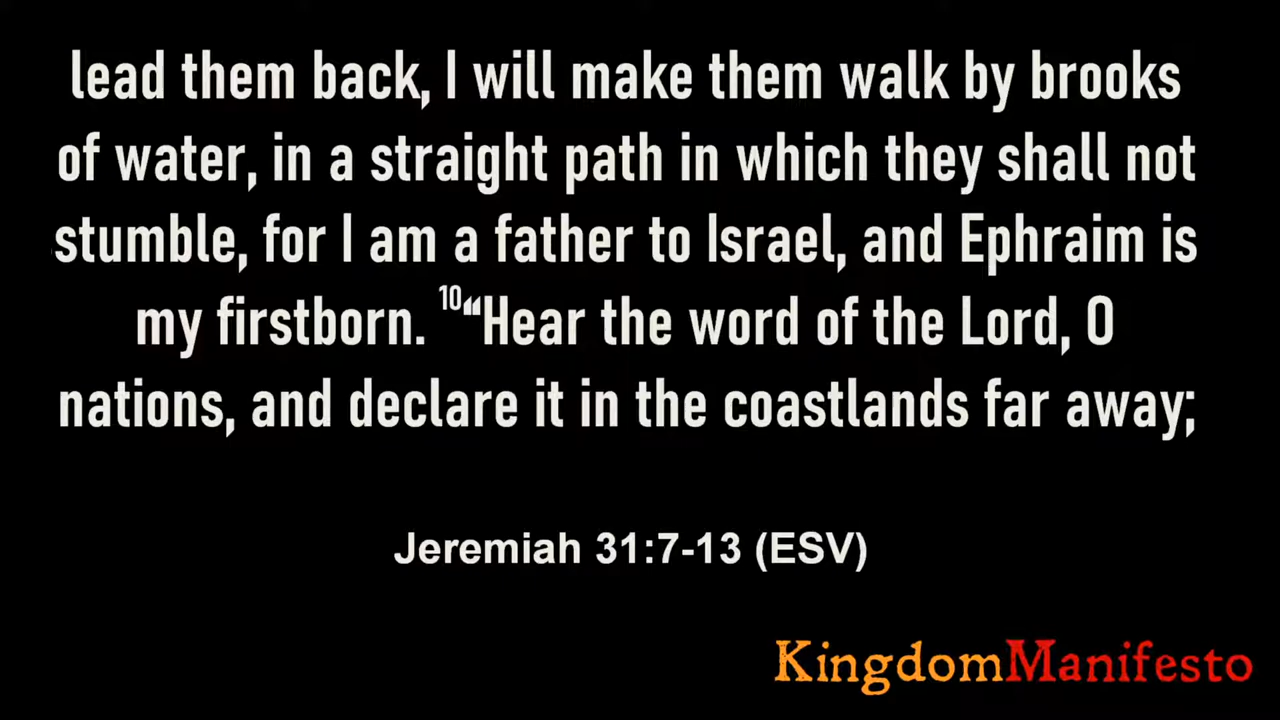 lead them back, I will make them walk by brooks
of water, in a straight path in which they shall not
stumble, for I am a father to Israel, and Ephraim is
my firstborn. ¹⁰“Hear the word of the Lord, O
nations, and declare it in the coastlands far away;
Jeremiah 31:7-13 (ESV)
KingdomManifesto